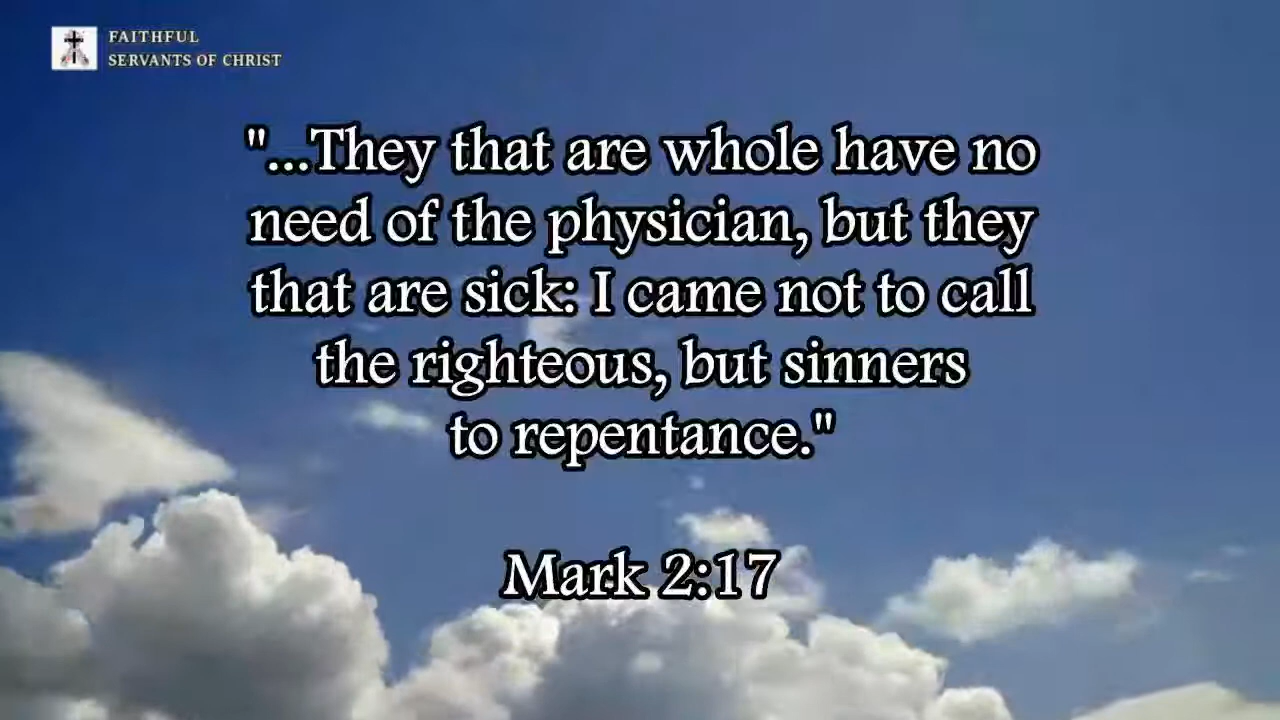 FAITHFUL
SERVANTS OF CHRIST
"...They that are whole have no
need of the physician, but they
that are sick: I came not to call
the righteous, but sinners
to repentance."
Mark 2:17